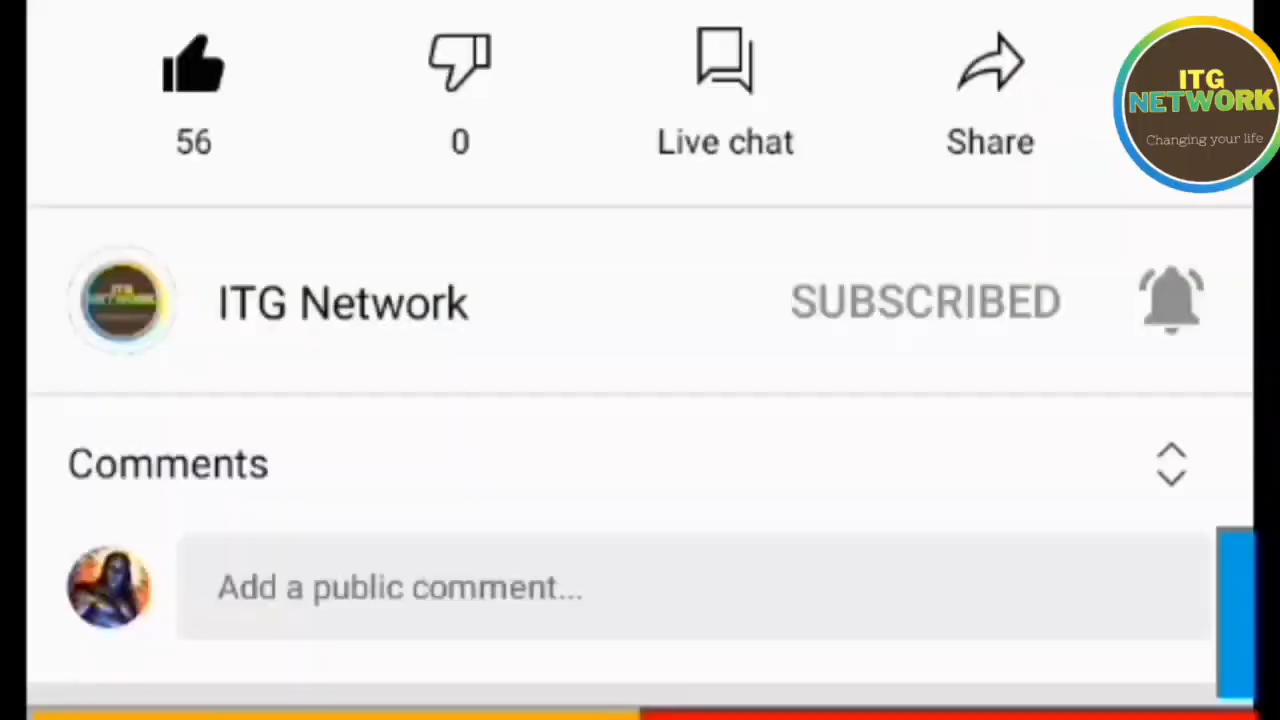 56
0
Live chat
Share
ITG
NETWORK
Changing your life
ITG Network
SUBSCRIBED
Comments
Add a public comment...